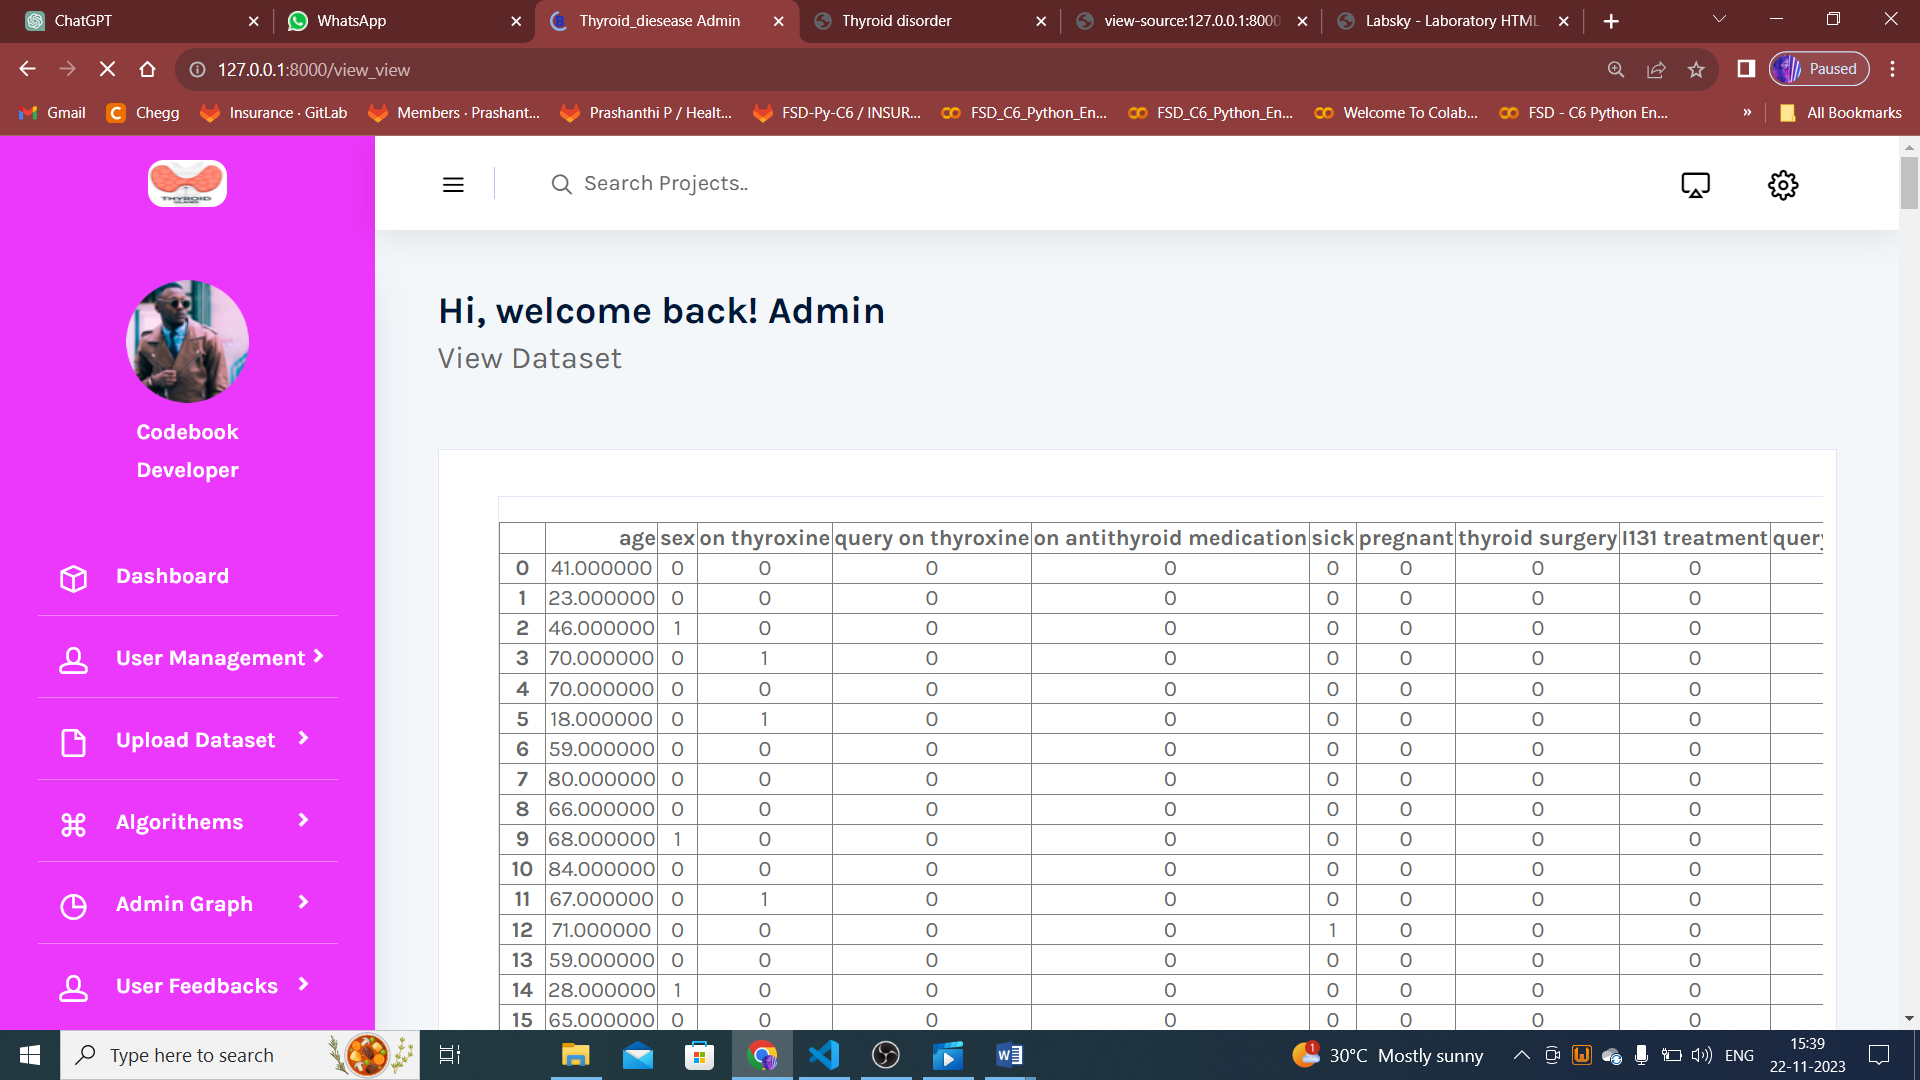 ChatGPT
WhatsApp
Thyroid_diesease Admin
Thyroid disorder
view-source:127.0.0.1:8000
Labsky - Laboratory HTML
127.0.0.1:8000/view_view
Paused
Gmail
Chegg
Insurance · GitLab
Members · Prashant...
Prashanthi P / Healt...
FSD-Py-C6 / INSUR...
FSD_C6_Python_En...
FSD_C6_Python_En...
Welcome To Colab...
FSD - C6 Python En...
»
All Bookmarks
THYROID
Codebook
Developer
Dashboard
User Management
Upload Dataset
Algorithems
Admin Graph
User Feedbacks
Search Projects..
Hi, welcome back! Admin
View Dataset
age sex on thyroxine query on thyroxine on antithyroid medication sick pregnant thyroid surgery I131 treatment query
0 41.000000 0 0 0 0 0 0 0 0
1 23.000000 0 0 0 0 0 0 0 0
2 46.000000 1 0 0 0 0 0 0 0
3 70.000000 0 1 0 0 0 0 0 0
4 70.000000 0 0 0 0 0 0 0 0
5 18.000000 0 1 0 0 0 0 0 0
6 59.000000 0 0 0 0 0 0 0 0
7 80.000000 0 0 0 0 0 0 0 0
8 66.000000 0 0 0 0 0 0 0 0
9 68.000000 1 0 0 0 0 0 0 0
10 84.000000 0 0 0 0 0 0 0 0
11 67.000000 0 1 0 0 0 0 0 0
12 71.000000 0 0 0 0 1 0 0 0
13 59.000000 0 0 0 0 0 0 0 0
14 28.000000 1 0 0 0 0 0 0 0
15 65.000000 0 0 0 0 0 0 0 0
Type here to search
1
30°C Mostly sunny
ENG
15:39
22-11-2023